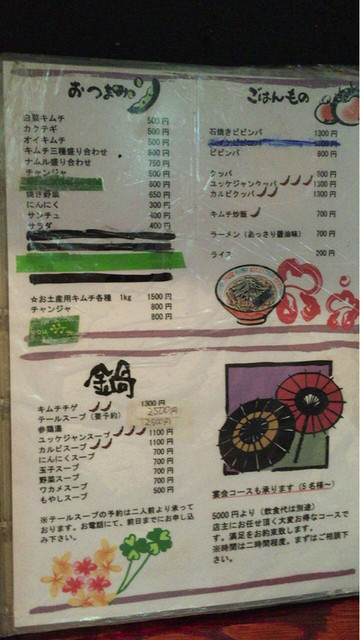 おつまみ
白菜キムチ 500円
カクテギ 500円
オイキムチ 500円
キムチ三種盛り合わせ 800円
ナムル盛り合わせ 750円
チャンジャ 500円
800円
焼き野菜 650円
にんにく 300円
サンチュ 400円
サラダ 400円
☆お土産用キムチ各種 1kg 1500円
チャンジャ 800円
800円
ごはんもの
石焼きビビンバ 1300円
ビビンバ 800円
クッパ 800円
ユッケジャンクッパ 1300円
カルビクッパ 1300円
キムチ炒飯 700円
ラーメン(あっさり醤油味) 700円
ライス 200円
鍋
キムチチゲ 1300円
テールスープ(要予約) 2500円
参鶏湯 2500円
ユッケジャンスープ 1100円
カルビスープ 1100円
にんにくスープ 700円
玉子スープ 700円
野菜スープ 700円
ワカメスープ 700円
もやしスープ 500円
※テールスープの予約は二人前より承って
おります。お電話にて、前日までにお申込
み下さい。
宴会コースも承ります(5名様~)
5000円より(飲食代は別途)
店主にお任せ頂く大変お得なコースで
す。満足をお約束致します。
※時間は二時間程度。まずはご相談下
さい。